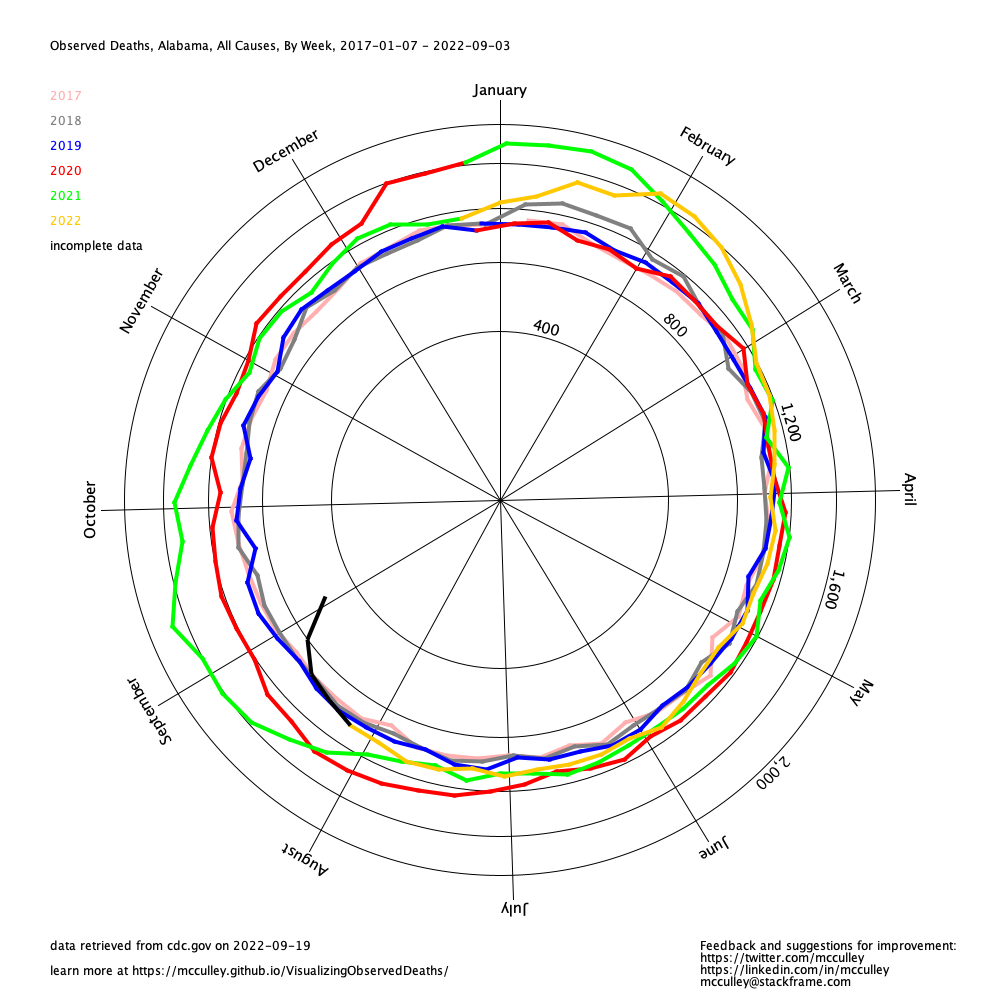 Observed Deaths, Alabama, All Causes, By Week, 2017-01-07 - 2022-09-03
January
2017
2018
2019
2020
2021
2022
incomplete data
December
February
November
March
400
800
1,200
October
April
1,600
September
May
2,000
August
June
July
data retrieved from cdc.gov on 2022-09-19
learn more at https://mcculley.github.io/VisualizingObservedDeaths/
Feedback and suggestions for improvement:
https://twitter.com/mcculley
https://linkedin.com/in/mcculley
mcculley@stackframe.com